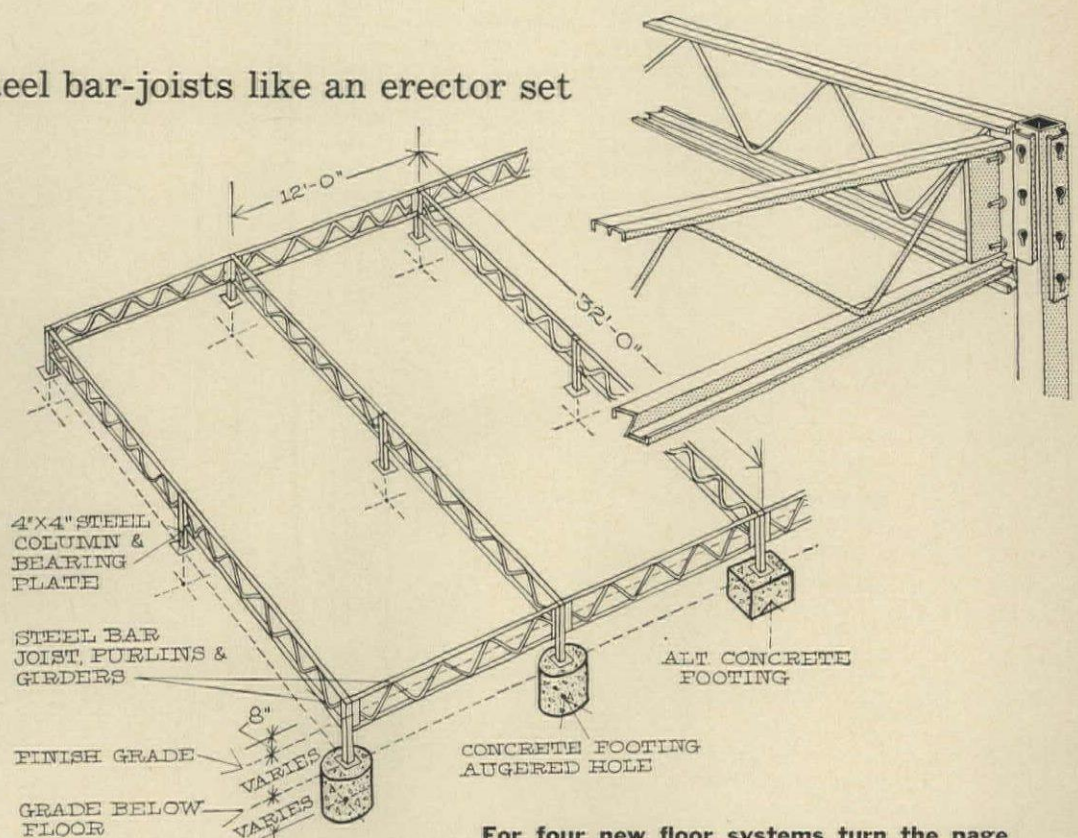 teel bar-joists like an erector set
12'-0"
32'-0"
4"X4" STEEL
COLUMN &
BEARING
PLATE
STEEL BAR
JOIST, PURLINS &
GIRDERS
8"
FINISH GRADE
VARIES
GRADE BELOW
FLOOR
VARIES
CONCRETE FOOTING
AUGERED HOLE
ALT. CONCRETE
FOOTING
For four new floor systems turn the page